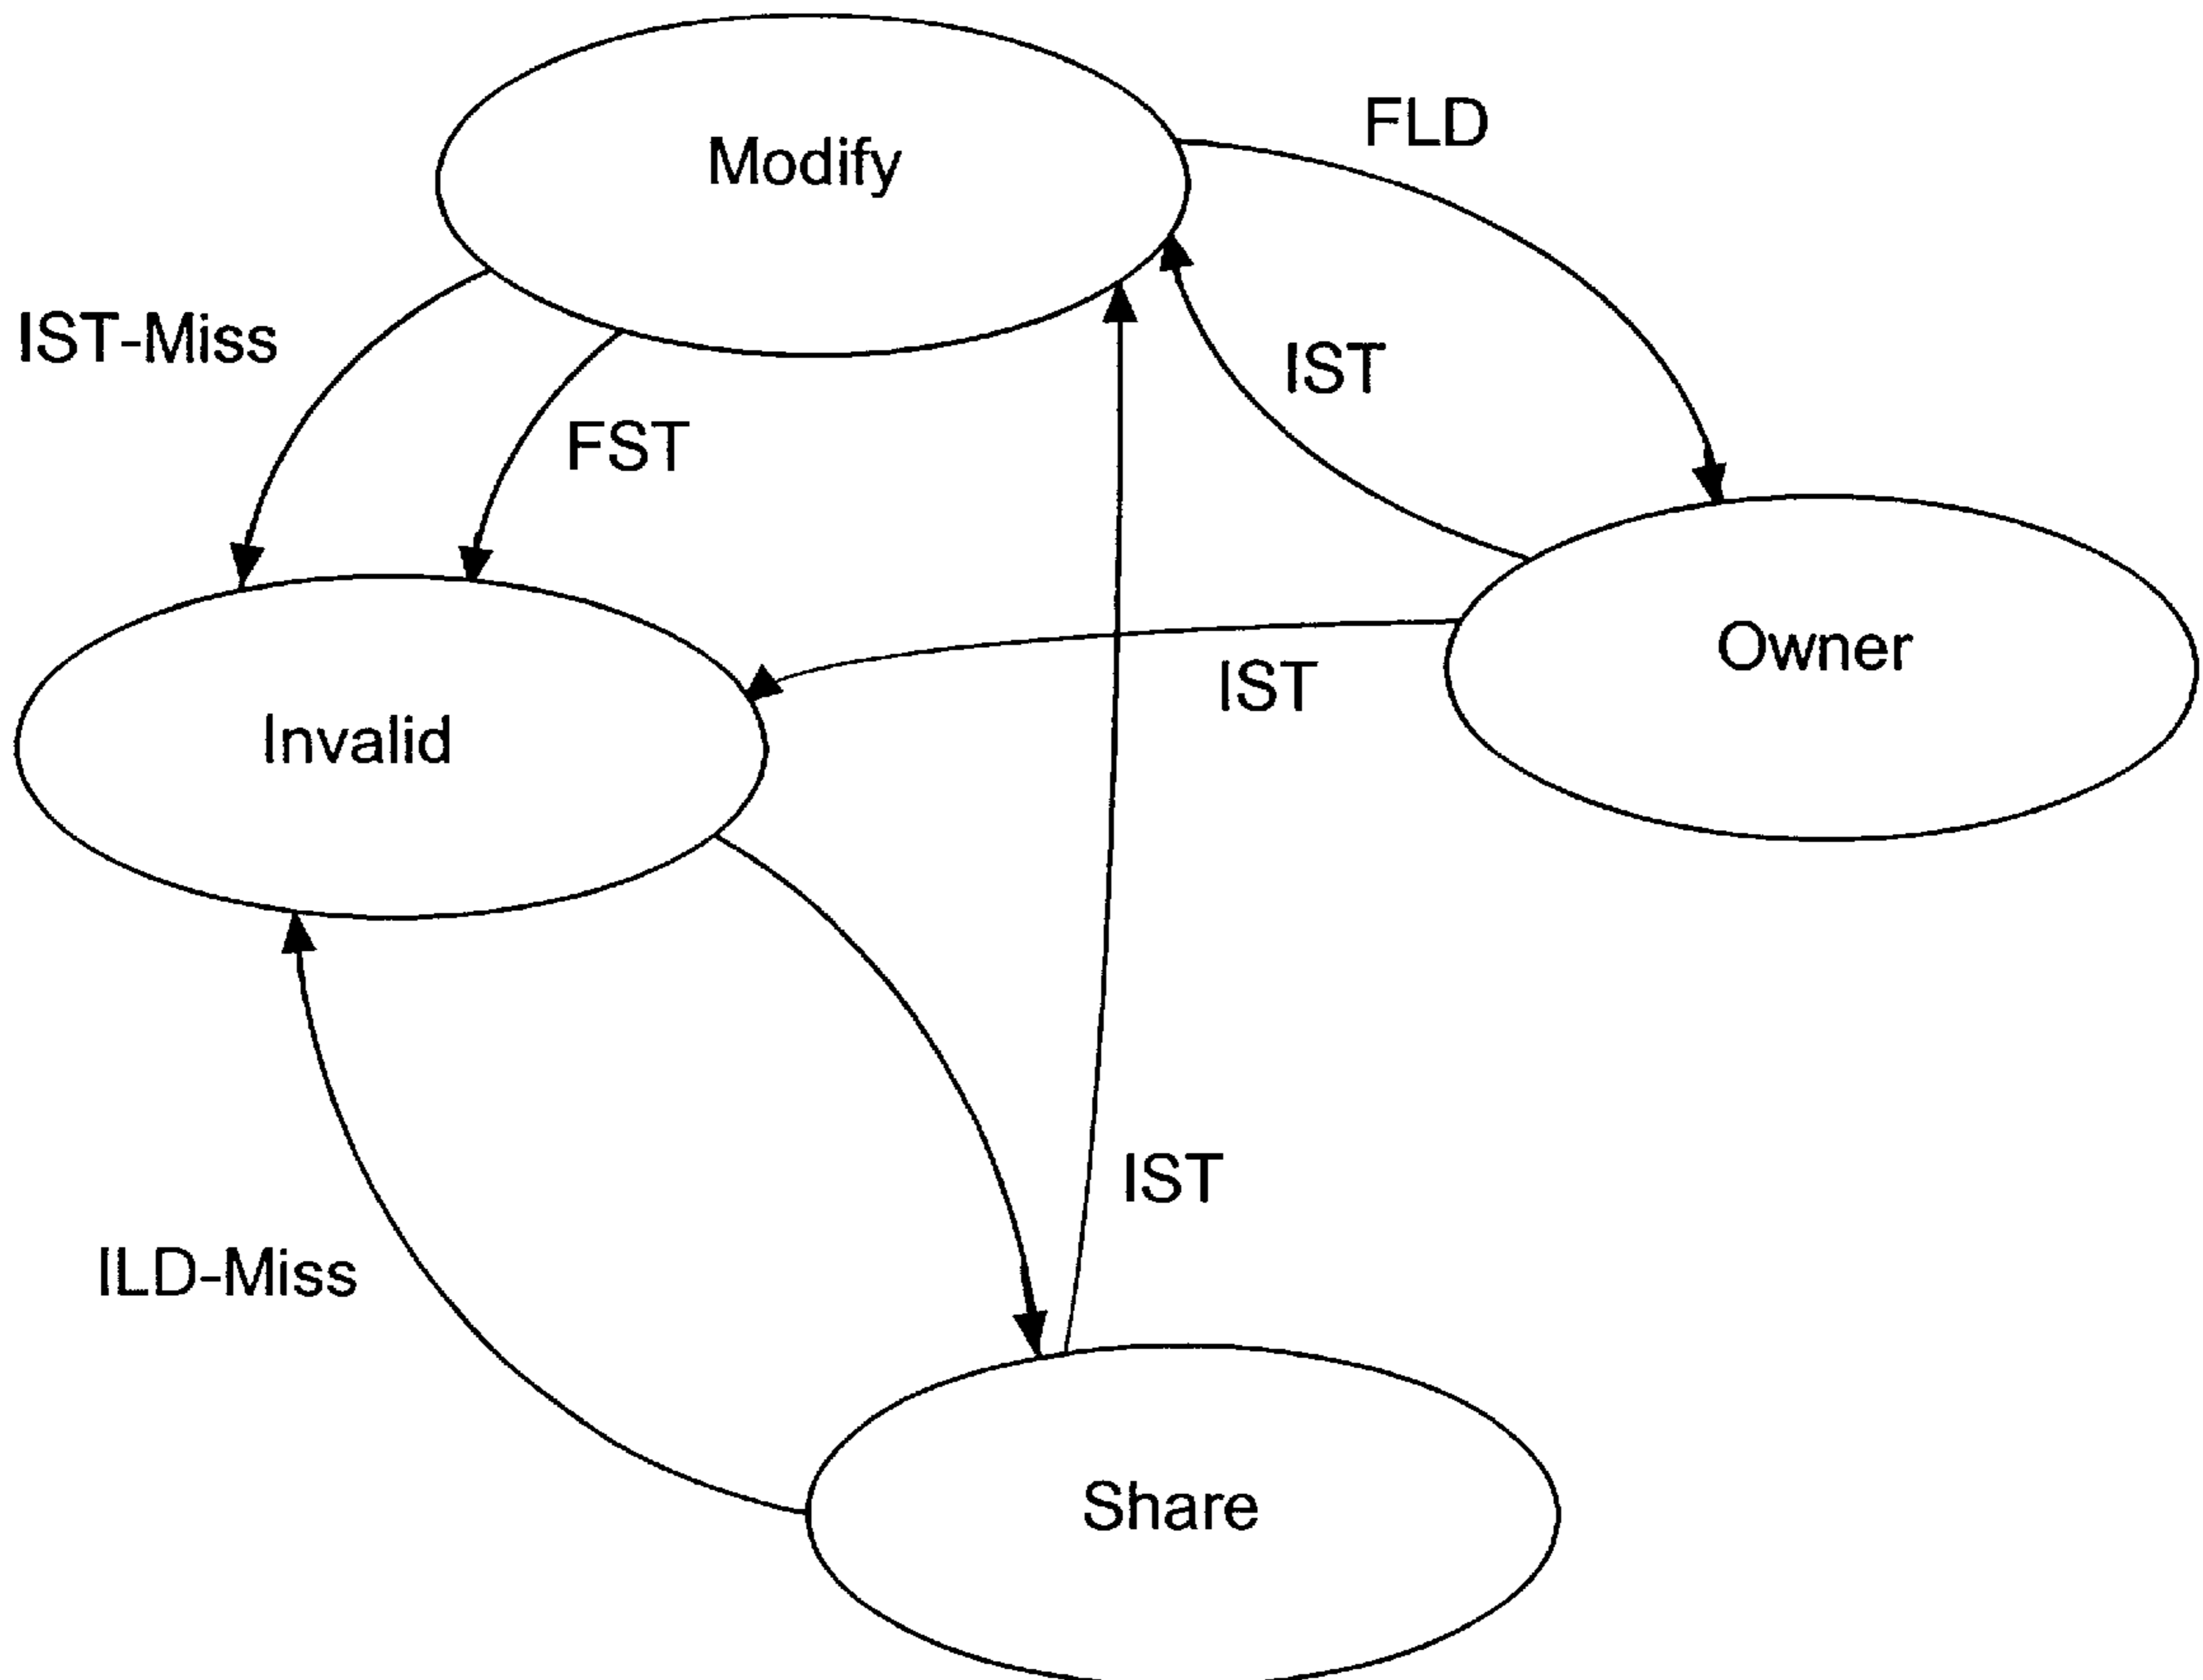 Modify
FLD
IST-Miss
IST
FST
Owner
IST
Invalid
IST
ILD-Miss
Share